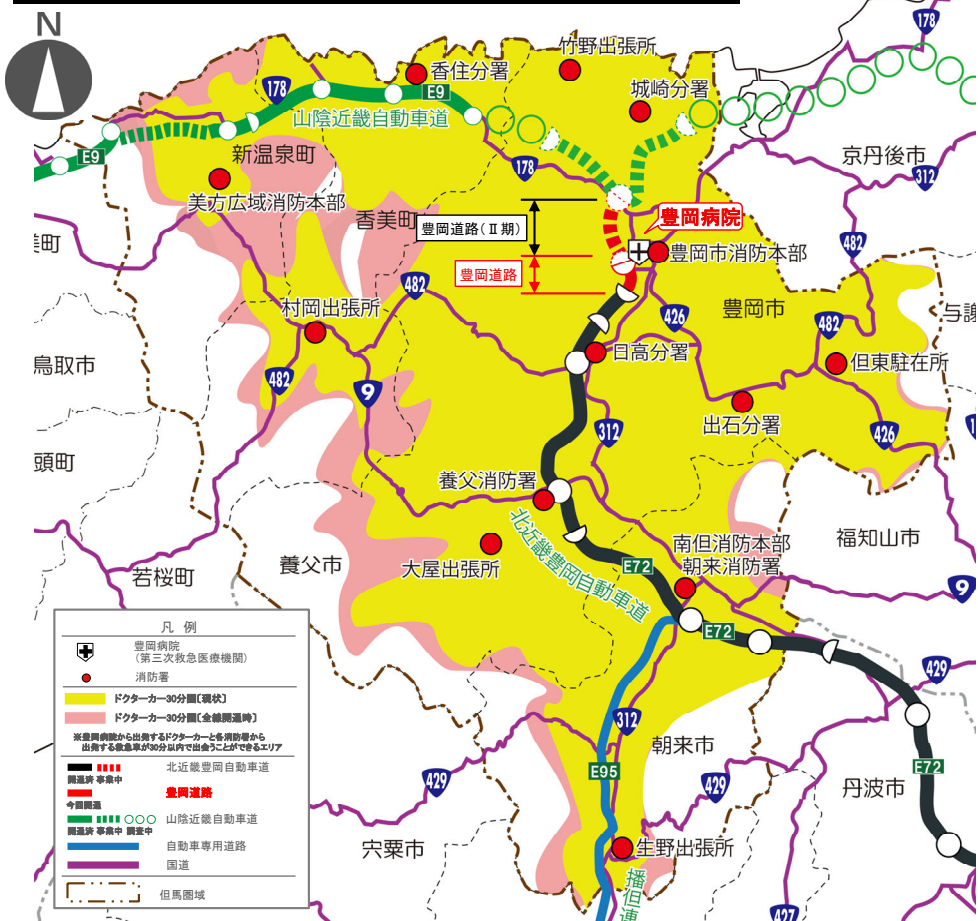 N
178
竹野出張所
香住分署
城崎分署
178
E9
山陰近畿自動車道
E9
新温泉町
美方広域消防本部
178
京丹後市
312
香美町
豊岡道路(Ⅱ期)
豊岡病院
豊岡市消防本部
482
美町
豊岡道路
482
村岡出張所
426
豊岡市
482
与謝
鳥取市
日高分署
但東駐在所
482
9
出石分署
312
426
頭町
養父消防署
北近畿豊岡自動車道
福知山市
大屋出張所
南但消防本部
朝来消防署
E72
養父市
若桜町
9
E72
429
凡 例
豊岡病院
(第三次救急医療機関)
消防署
ドクターカー30分圏【現状】
ドクターカー30分圏【全線開通時】
※豊岡病院から出発するドクターカーと各消防署から
出発する救急車が30分以内で出会うことができるエリア
北近畿豊岡自動車道
開通済 事業中
豊岡道路
今回開通
山陰近畿自動車道
開通済 事業中 調査中
自動車専用道路
国道
但馬圏域
312
朝来市
E95
429
429
E72
丹波市
宍粟市
生野出張所
播但連
427